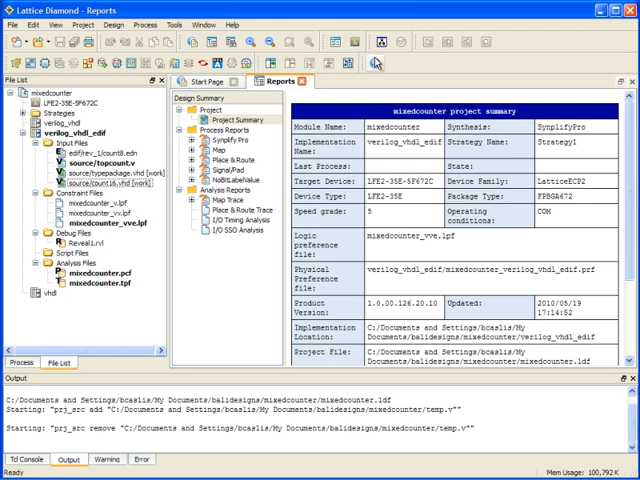 Lattice Diamond - Reports
File Edit View Project Design Process Tools Window Help
File List
Start Page
Reports
mixedcounter
LFE2-35E-5F672C
Strategies
verilog_vhd
verilog_vhdl_edif
Input Files
edif/rev_1/count8.edn
source/topcount.v
source/typepackage.vhd [work]
source/count16.vhd [work]
Constraint Files
mixedcounter_v.lpf
mixedcounter_vv.lpf
mixedcounter_vve.lpf
Debug Files
Reveal1.rvl
Script Files
Analysis Files
mixedcounter.pcf
mixedcounter.tpf
vhdl
Process
File List
Design Summary
Project
Project Summary
Process Reports
Synplify Pro
Map
Place & Route
Signal/Pad
NoBitLabelValue
Analysis Reports
Map Trace
Place & Route Trace
I/O Timing Analysis
I/O SSO Analysis
mixedcounter project summary
Module Name: mixedcounter Synthesis: SynplifyPro
Implementation Name: verilog_vhdl_edif Strategy Name: Strategy1
Last Process: State:
Target Device: LFE2-35E-5F672C Device Family: LatticeECP2
Device Type: LFE2-35E Package Type: FPBGA672
Speed grade: 5 Operating conditions: COM
Logic preference file: mixedcounter_vve.lpf
Physical Preference file: verilog_vhdl_edif/mixedcounter_verilog_vhdl_edif.prf
Product Version: 1.0.00.126.20.10 Updated: 2010/05/19 17:14:52
Implementation Location: C:/Documents and Settings/bcaslis/My Documents/balidesigns/mixedcounter/verilog_vhdl_edif
Project File: C:/Documents and Settings/bcaslis/My Documents/balidesigns/mixedcounter/mixedcounter.ldf
Output
C:/Documents and Settings/bcaslis/My Documents/balidesigns/mixedcounter/mixedcounter.ldf
Starting: "prj_src add "C:/Documents and Settings/bcaslis/My Documents/balidesigns/mixedcounter/temp.v""
Starting: "prj_src remove "C:/Documents and Settings/bcaslis/My Documents/balidesigns/mixedcounter/temp.v""
Tcl Console
Output
Warning
Error
Ready
Mem Usage: 100,792 K